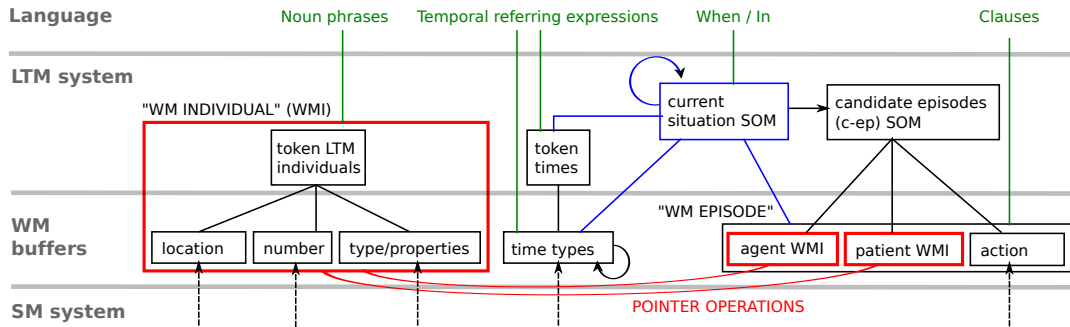 Language
Noun phrases
Temporal referring expressions
When / In
Clauses
LTM system
"WM INDIVIDUAL" (WMI)
token LTM
individuals
token
times
current
situation SOM
candidate episodes
(c-ep) SOM
WM
buffers
location
number
type/properties
time types
"WM EPISODE"
agent WMI
patient WMI
action
POINTER OPERATIONS
SM system